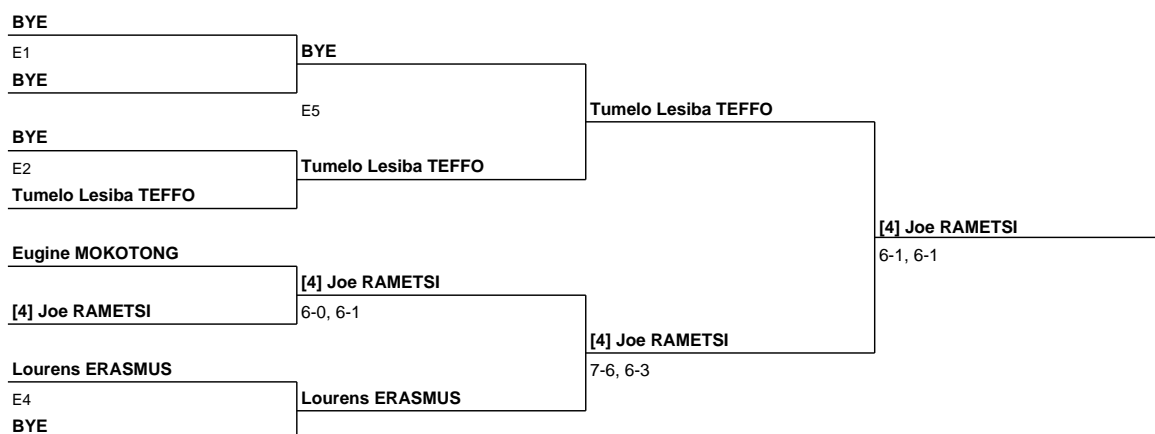 BYE
E1
BYE
BYE
E5
Tumelo Lesiba TEFFO
BYE
E2
Tumelo Lesiba TEFFO
Tumelo Lesiba TEFFO
[4] Joe RAMETSI
6-1, 6-1
Eugine MOKOTONG
[4] Joe RAMETSI
[4] Joe RAMETSI
6-0, 6-1
[4] Joe RAMETSI
7-6, 6-3
Lourens ERASMUS
E4
Lourens ERASMUS
BYE